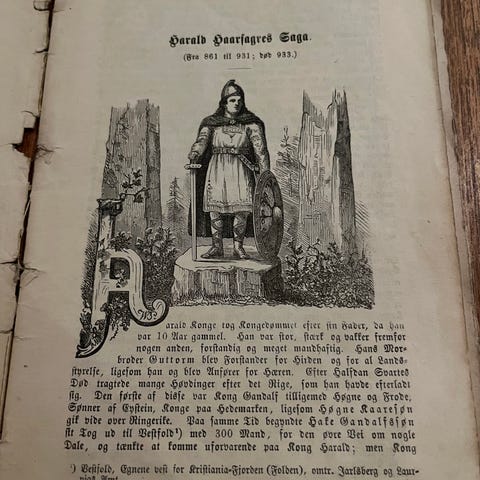 Harald Haarfagres Saga.
(Fra 861 til 931; død 933.)
Harald Konge tog Kongedømmet efter sin Fader, da han
var 10 Aar gammel. Han var stor, stærk og vakker fremfor
nogen anden, forstandig og meget mandhaftig. Hans Mor-
broder Guttorm blev Forstander for Hirden og for al Lands-
styrelse, ligesom han og blev Anfører for Hæren. Efter Halfdan Svartes
Død tragtede mange Høvdinger efter det Rige, som han havde efterladt
sig. Den første af disse var Kong Gandalf tilligemed Høgne og Frode,
Sønner af Eystein, Konge paa Hedemarken, ligesom Høgne Kaaresøn
gik vide over Ringerike. Paa samme Tid begyndte Hake Gandalfssøn
sit Tog ud til Vestfold¹) med 300 Mand, for den øvre Vei om nogle
Dale, og tænkte at komme uforvarende paa Kong Harald; men Kong
¹) Vestfold, Egnene vest for Kristiania-Fjorden (Folden), omtr. Jarlsberg og Laur-
vigs Amt.